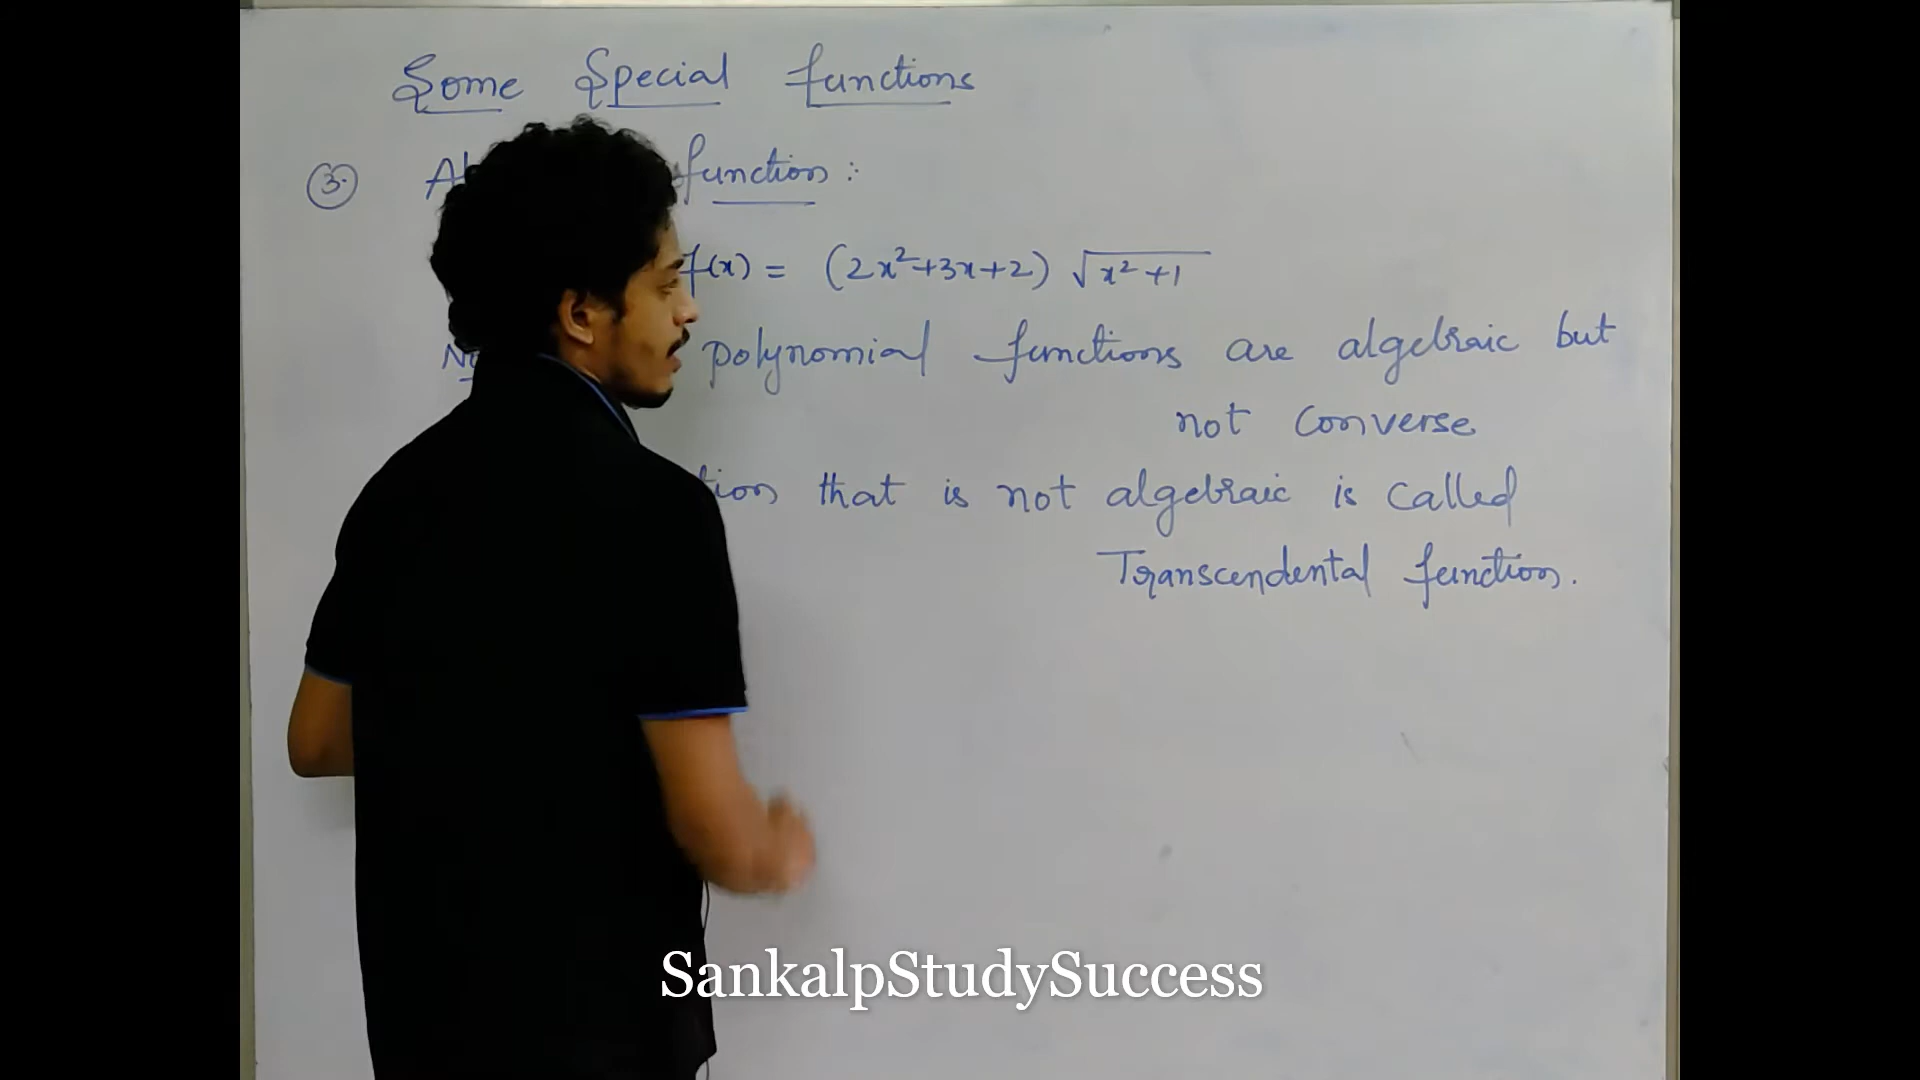 Some Special functions
③ function :
f(x) = (2x²+3x+2) √x²+1
polynomial functions are algebraic but
not converse
that is not algebraic is called
Transcendental function.
SankalpStudySuccess